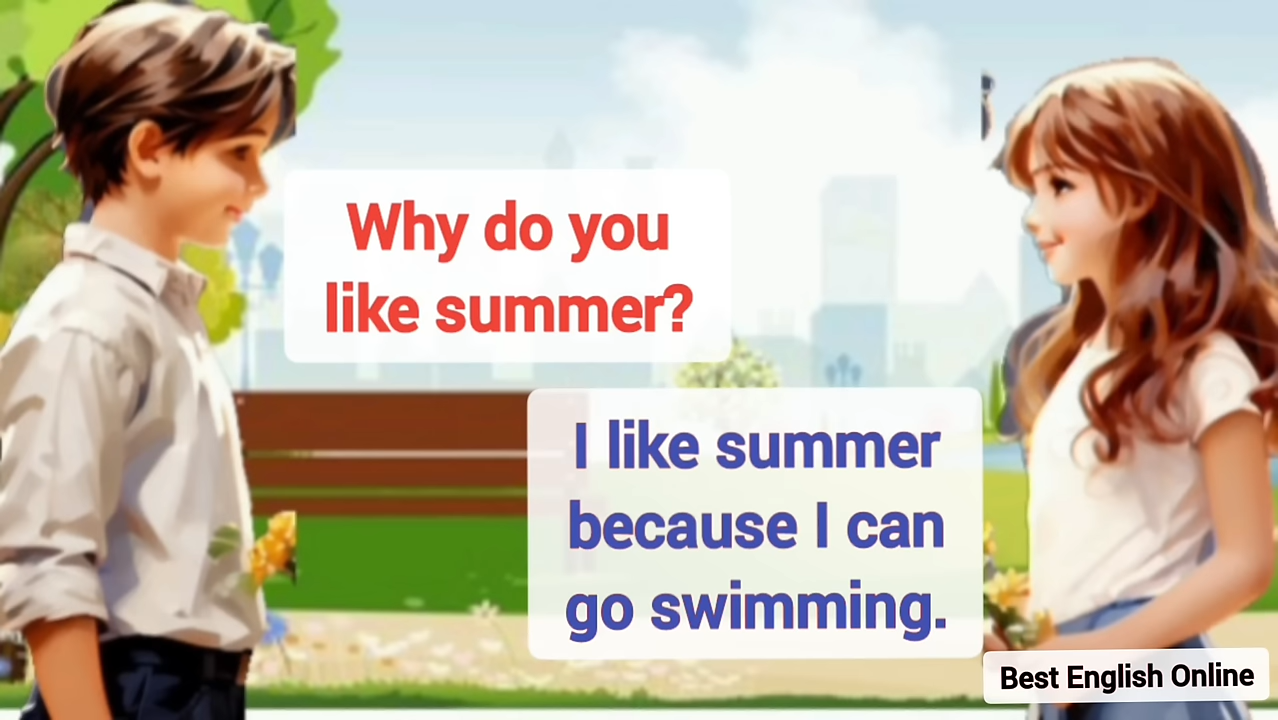 Why do you
like summer?
I like summer
because I can
go swimming.
Best English Online